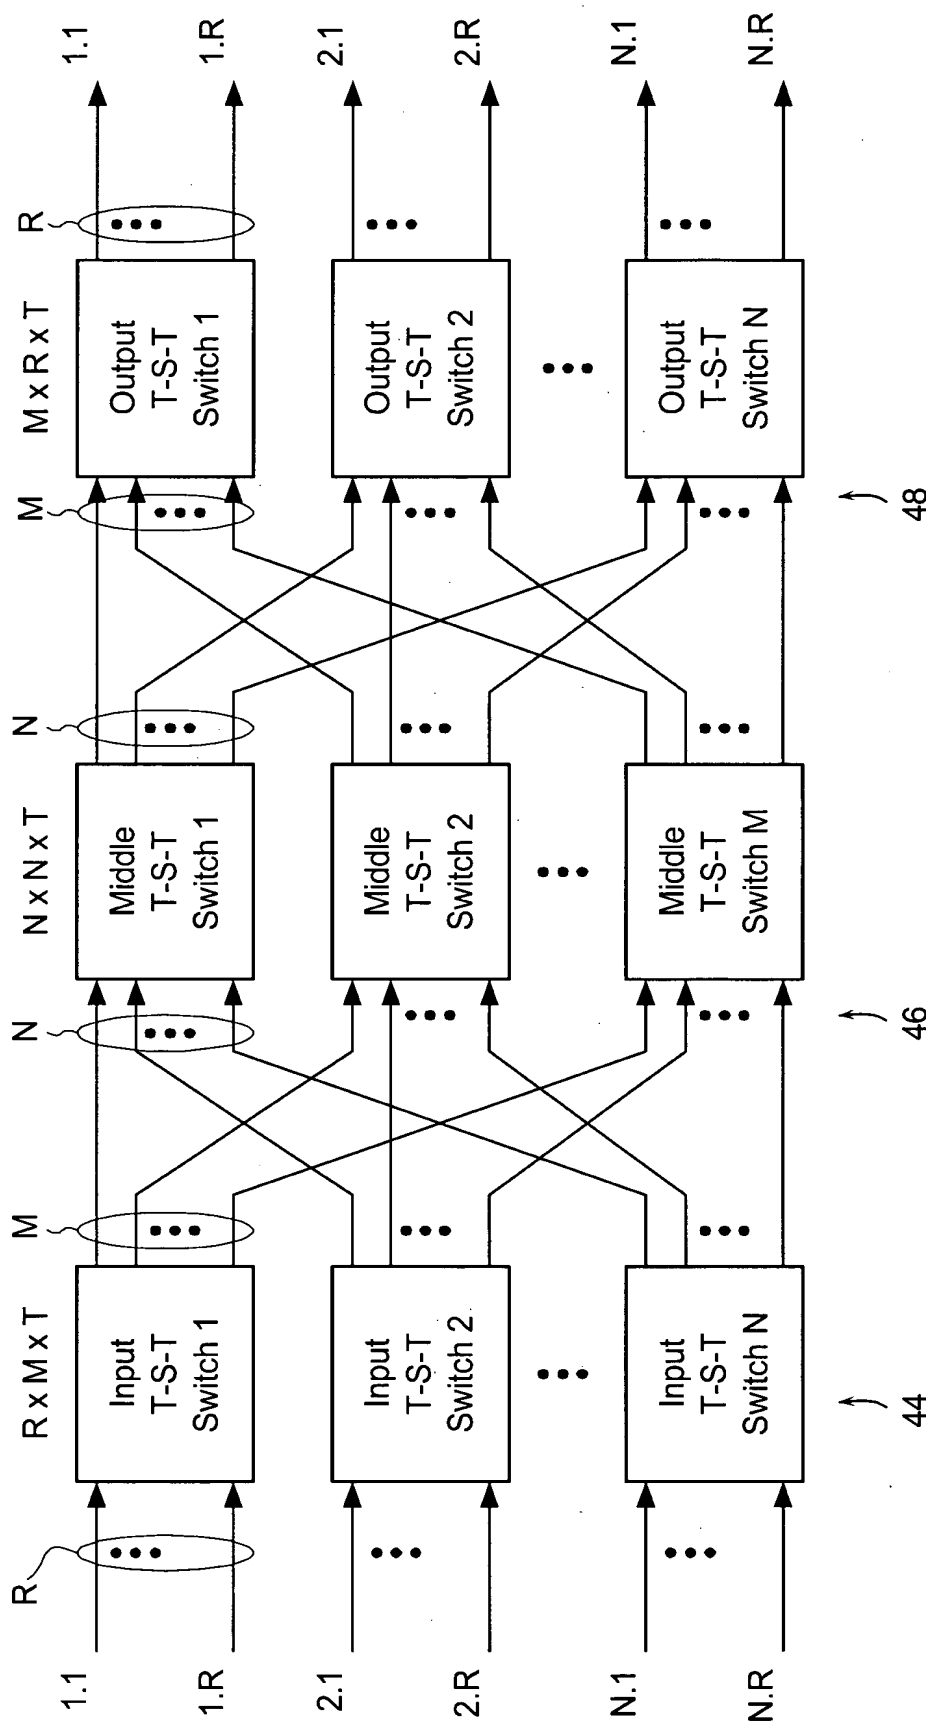 R x M x T
N x N x T
M x R x T
R
M
N
N
M
R
1.1
1.R
Input
T-S-T
Switch 1
Middle
T-S-T
Switch 1
Output
T-S-T
Switch 1
1.1
1.R
2.1
2.R
Input
T-S-T
Switch 2
Middle
T-S-T
Switch 2
Output
T-S-T
Switch 2
2.1
2.R
N.1
N.R
Input
T-S-T
Switch N
Middle
T-S-T
Switch M
Output
T-S-T
Switch N
N.1
N.R
44
46
48